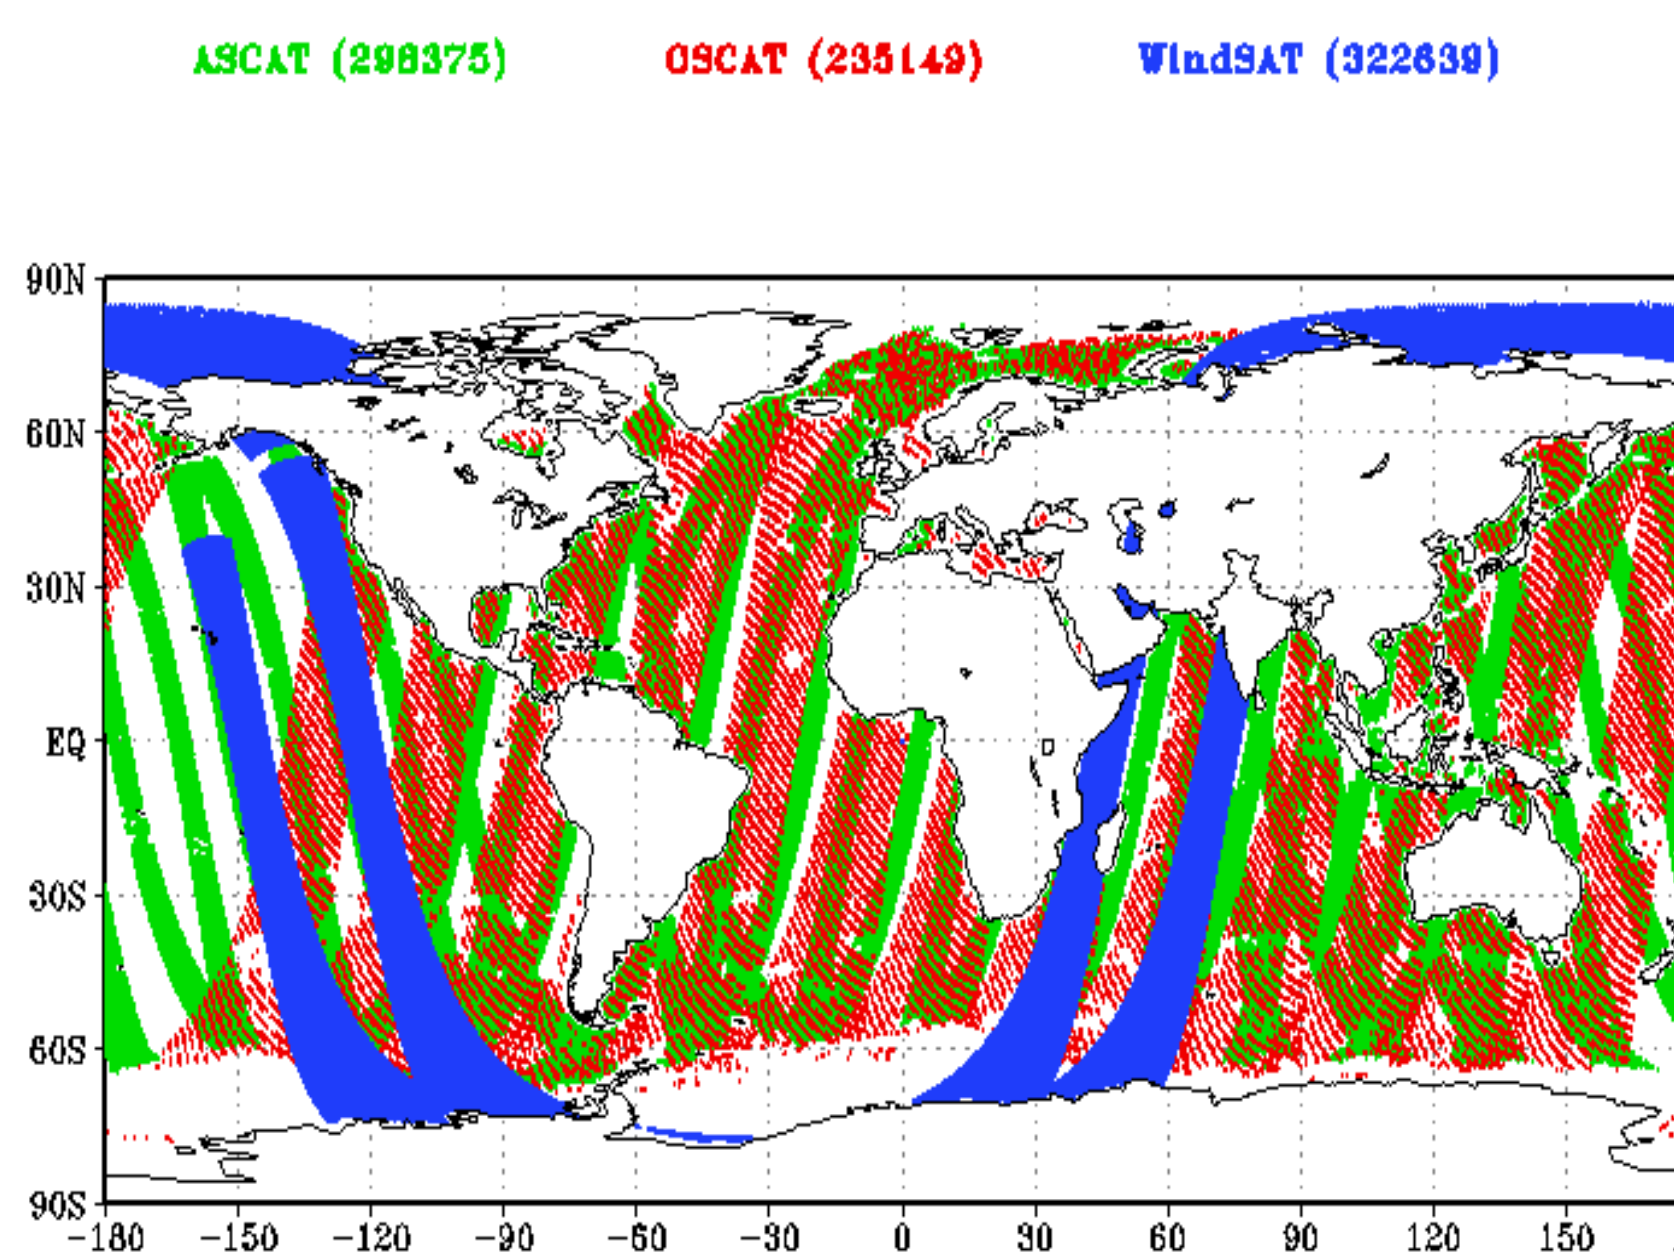 ASCAT (298375) OSCAT (235149) WindSAT (322639)
90N
60N
30N
EQ
30S
60S
90S
-180 -150 -120 -90 -60 -30 0 30 60 90 120 150